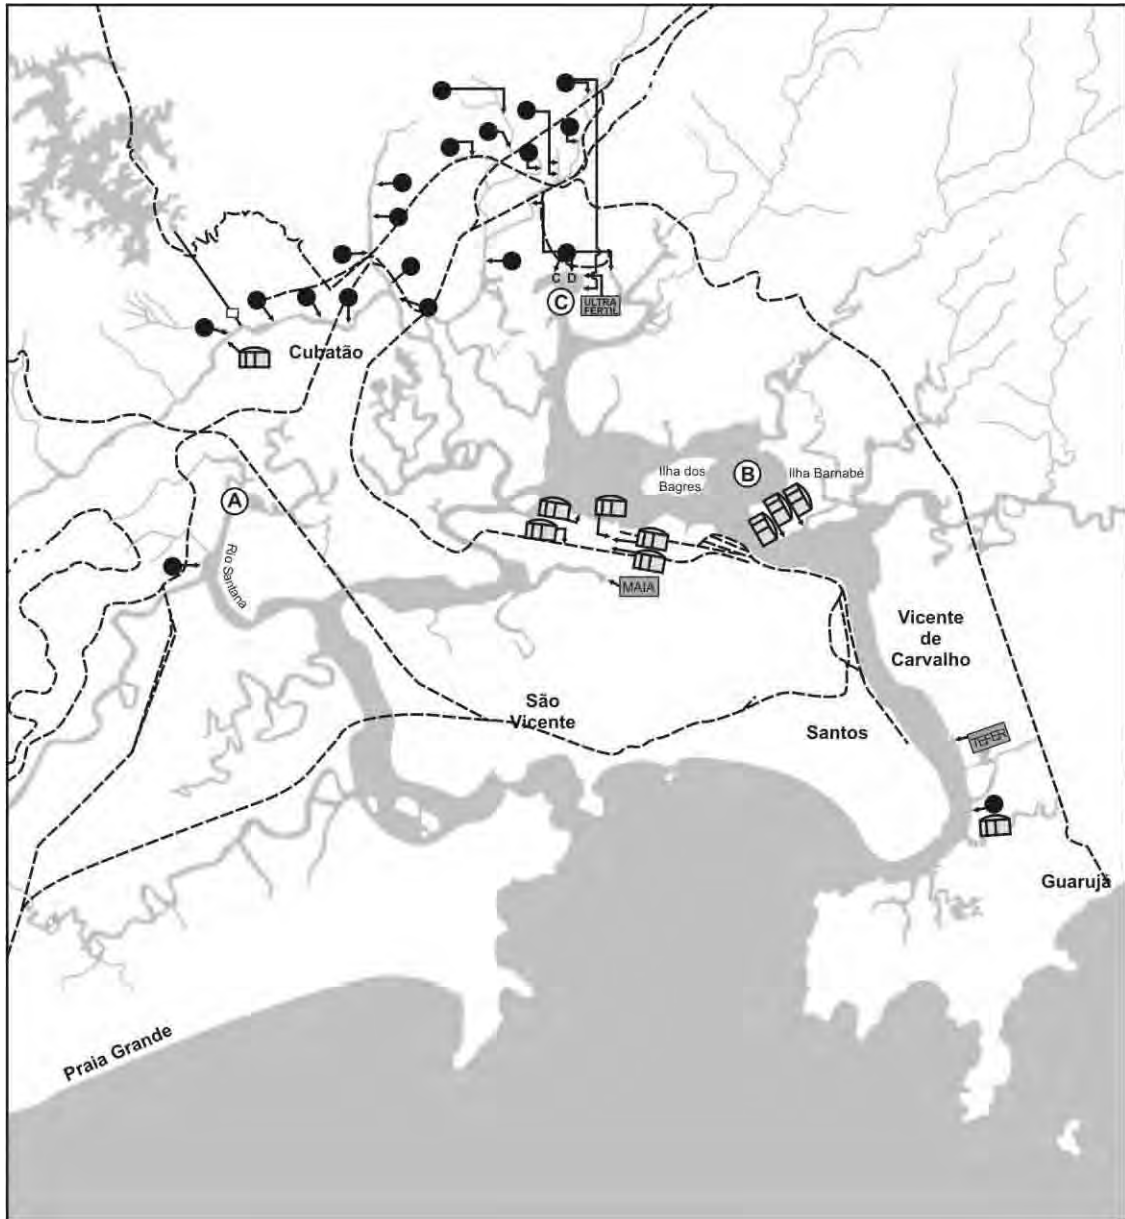 C D
C
ULTRA
FÉRTIL
Cubatão
Ilha dos
Bagres
B
Ilha Barnabé
A
Rio Santana
MAIA
Vicente
de
Carvalho
São
Vicente
Santos
TEFER
Guarujá
Praia Grande